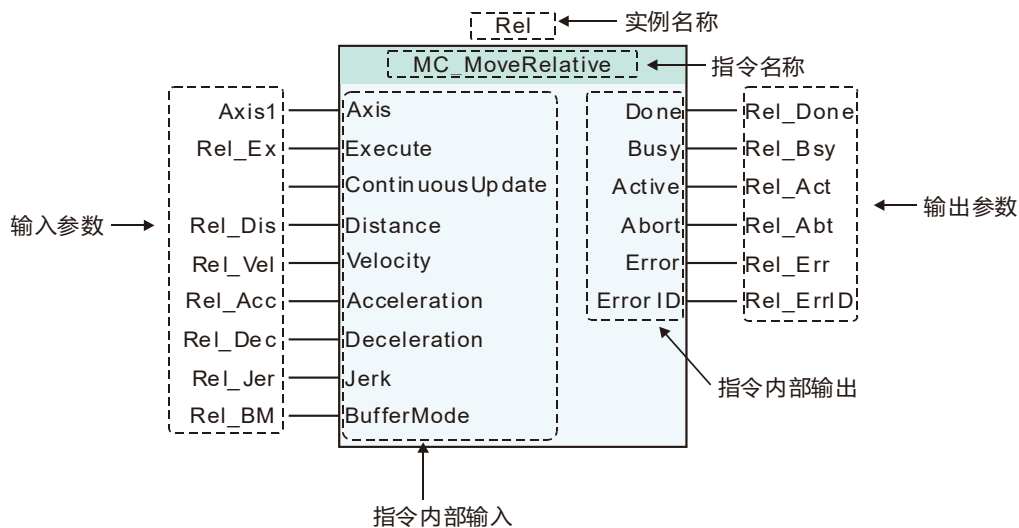 Rel
实例名称
MC_MoveRelative
指令名称
Axis1
Axis
Done
Rel_Done
Rel_Ex
Execute
Busy
Rel_Bsy
ContinuousUpdate
Active
Rel_Act
输入参数
Rel_Dis
Distance
Abort
Rel_Abt
输出参数
Rel_Vel
Velocity
Error
Rel_Err
Rel_Acc
Acceleration
ErrorID
Rel_ErrID
Rel_Dec
Deceleration
Rel_Jer
Jerk
指令内部输出
Rel_BM
BufferMode
指令内部输入